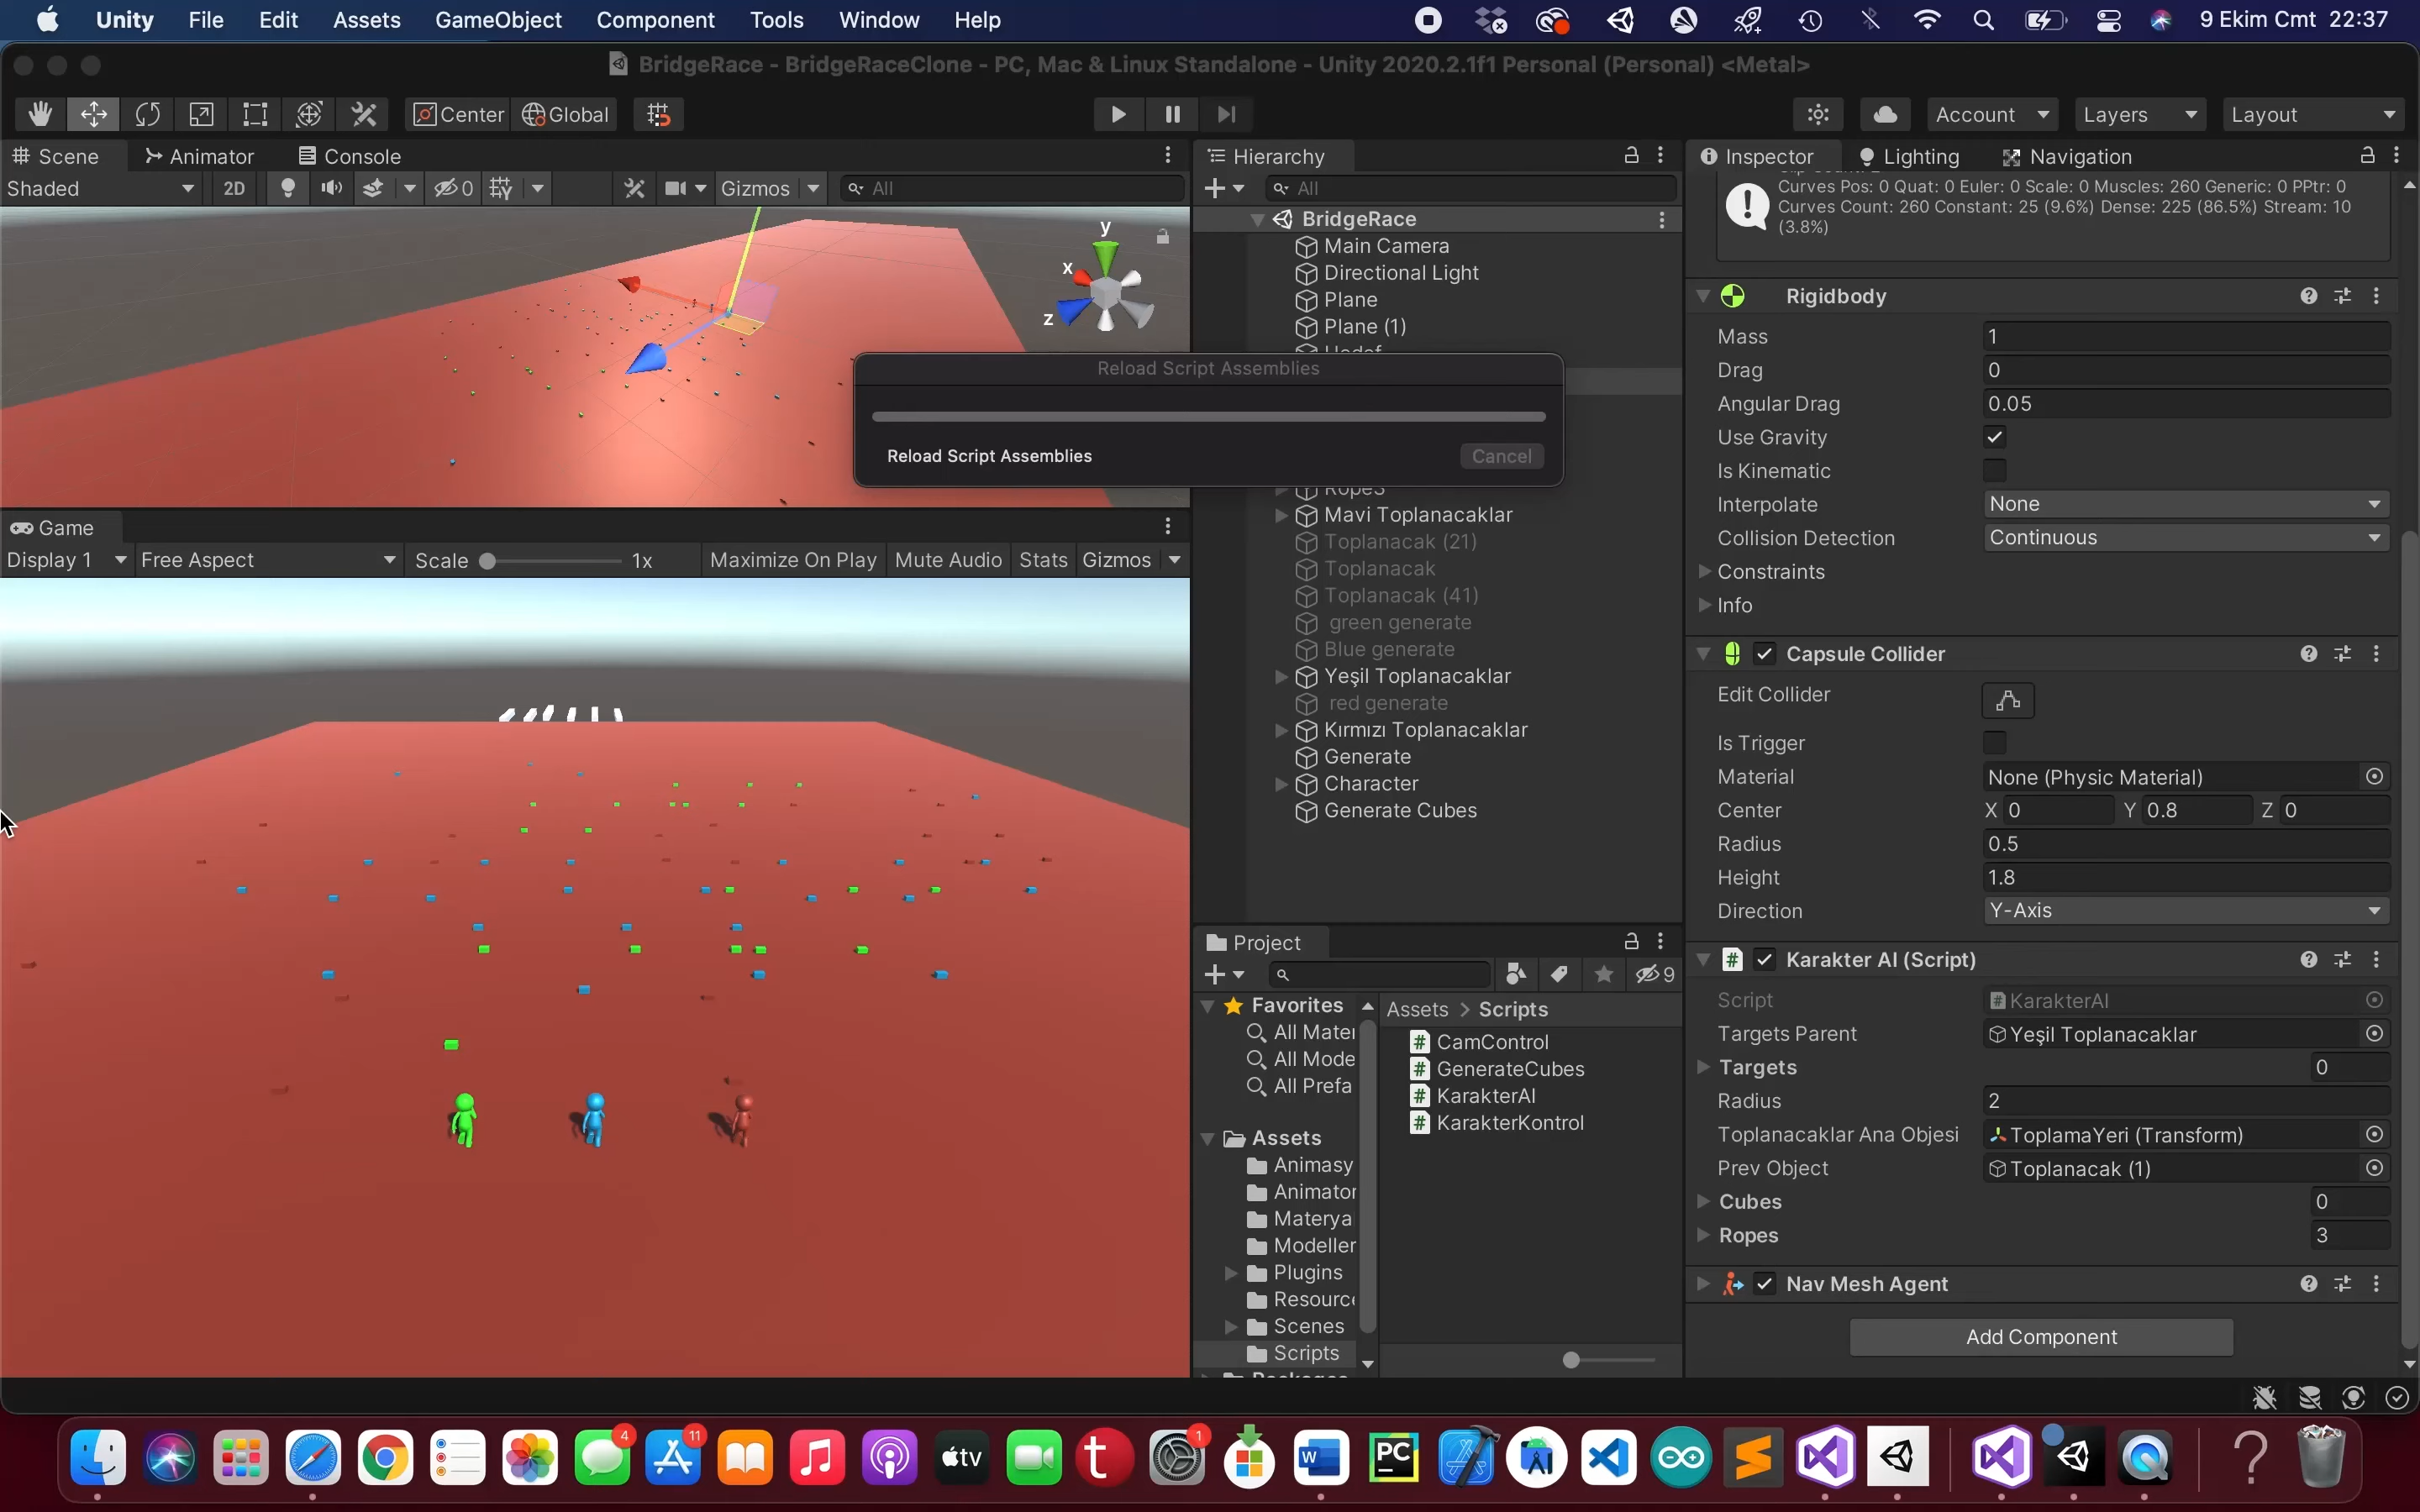 Unity File Edit Assets GameObject Component Tools Window Help 9 Ekim Cmt 22:37
BridgeRace - BridgeRaceClone - PC, Mac & Linux Standalone - Unity 2020.2.1f1 Personal (Personal) <Metal>
Center Global Account Layers Layout
Scene Animator Console
Shaded 2D 0 Gizmos All
y
x
z
Game
Display 1 Free Aspect Scale 1x Maximize On Play Mute Audio Stats Gizmos
Reload Script Assemblies
Reload Script Assemblies Cancel
Hierarchy
All
BridgeRace
Main Camera
Directional Light
Plane
Plane (1)
Hedef
Rope3
Mavi Toplanacaklar
Toplanacak (21)
Toplanacak
Toplanacak (41)
green generate
Blue generate
Yeşil Toplanacaklar
red generate
Kırmızı Toplanacaklar
Generate
Character
Generate Cubes
Project
9
Favorites
All Mater
All Mode
All Prefa
Assets
Animasy
Animator
Materya
Modeller
Plugins
Resourc
Scenes
Scripts
Packages
Assets > Scripts
CamControl
GenerateCubes
KarakterAI
KarakterKontrol
Inspector Lighting Navigation
Curves Pos: 0 Quat: 0 Euler: 0 Scale: 0 Muscles: 260 Generic: 0 PPtr: 0
Curves Count: 260 Constant: 25 (9.6%) Dense: 225 (86.5%) Stream: 10
(3.8%)
Rigidbody
Mass 1
Drag 0
Angular Drag 0.05
Use Gravity
Is Kinematic
Interpolate None
Collision Detection Continuous
Constraints
Info
Capsule Collider
Edit Collider
Is Trigger
Material None (Physic Material)
Center X 0 Y 0.8 Z 0
Radius 0.5
Height 1.8
Direction Y-Axis
Karakter AI (Script)
Script KarakterAI
Targets Parent Yeşil Toplanacaklar
Targets 0
Radius 2
Toplanacaklar Ana Objesi ToplamaYeri (Transform)
Prev Object Toplanacak (1)
Cubes 0
Ropes 3
Nav Mesh Agent
Add Component
4 11 tv t 1 W PC